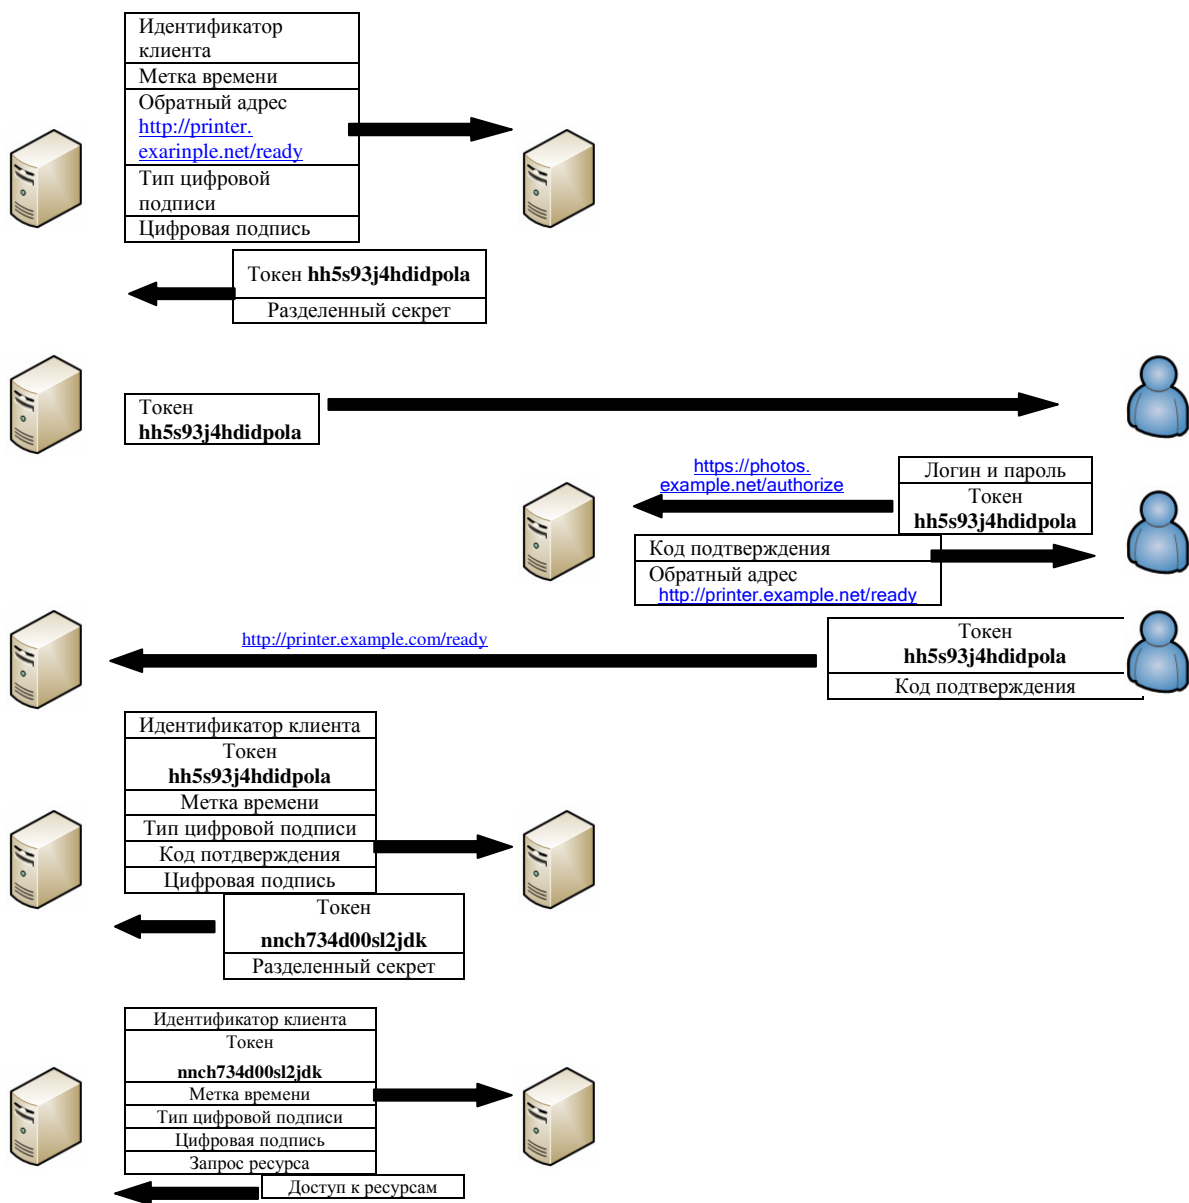 Идентификатор
клиента
Метка времени
Обратный адрес
http://printer.
exarinple.net/ready
Тип цифровой
подписи
Цифровая подпись
Токен hh5s93j4hdidpola
Разделенный секрет
Токен
hh5s93j4hdidpola
https://photos.
example.net/authorize
Логин и пароль
Токен
hh5s93j4hdidpola
Код подтверждения
Обратный адрес
http://printer.example.net/ready
http://printer.example.com/ready
Токен
hh5s93j4hdidpola
Код подтверждения
Идентификатор клиента
Токен
hh5s93j4hdidpola
Метка времени
Тип цифровой подписи
Код потдверждения
Цифровая подпись
Токен
nnch734d00sl2jdk
Разделенный секрет
Идентификатор клиента
Токен
nnch734d00sl2jdk
Метка времени
Тип цифровой подписи
Цифровая подпись
Запрос ресурса
Доступ к ресурсам